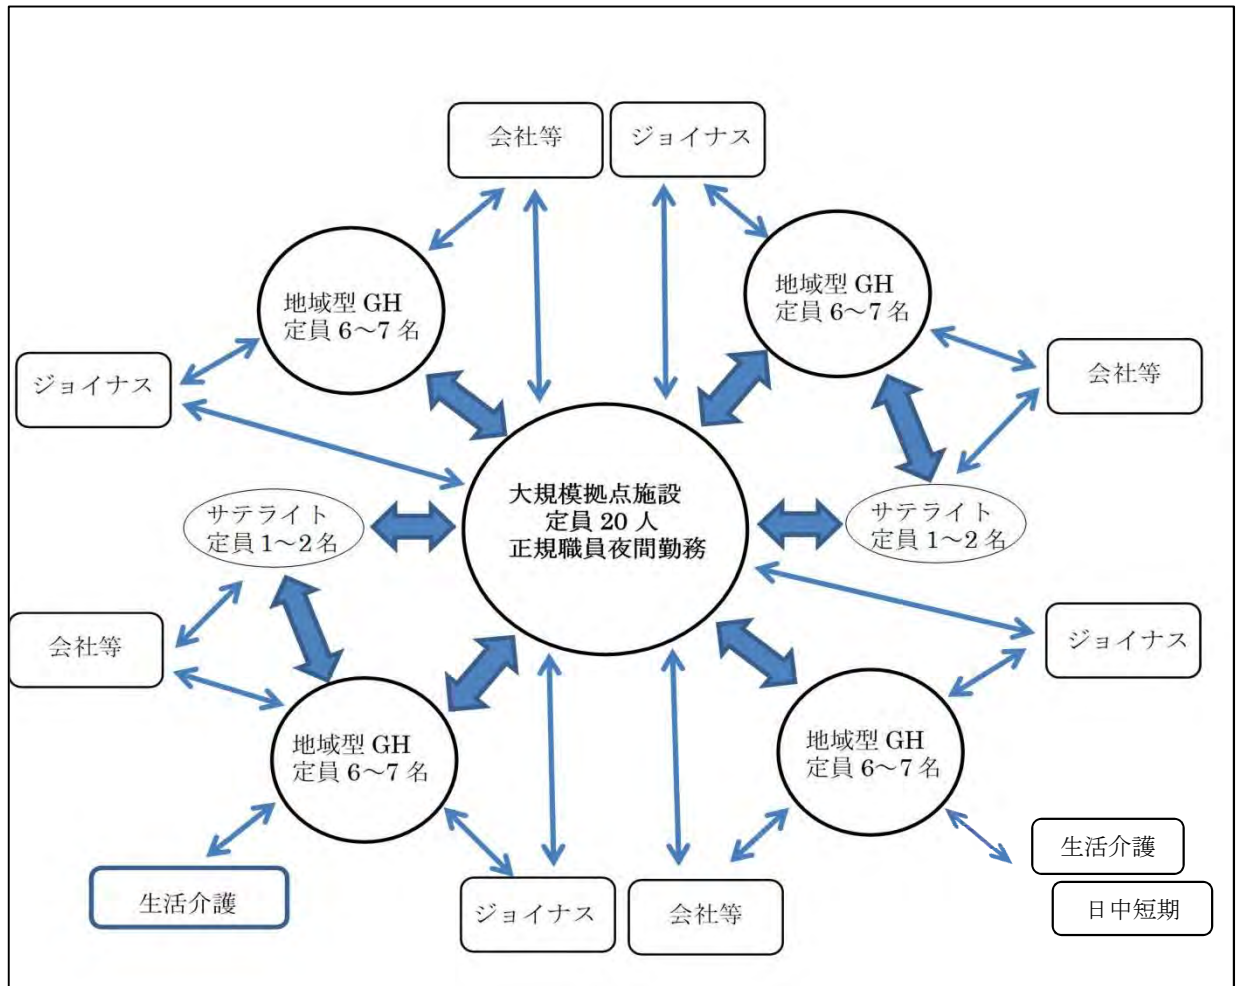 会社等
ジョイナス
地域型 GH
定員 6～7 名
地域型 GH
定員 6～7 名
ジョイナス
会社等
大規模拠点施設
定員 20 人
正規職員夜間勤務
サテライト
定員 1～2 名
サテライト
定員 1～2 名
会社等
ジョイナス
地域型 GH
定員 6～7 名
地域型 GH
定員 6～7 名
生活介護
ジョイナス
会社等
生活介護
日中短期